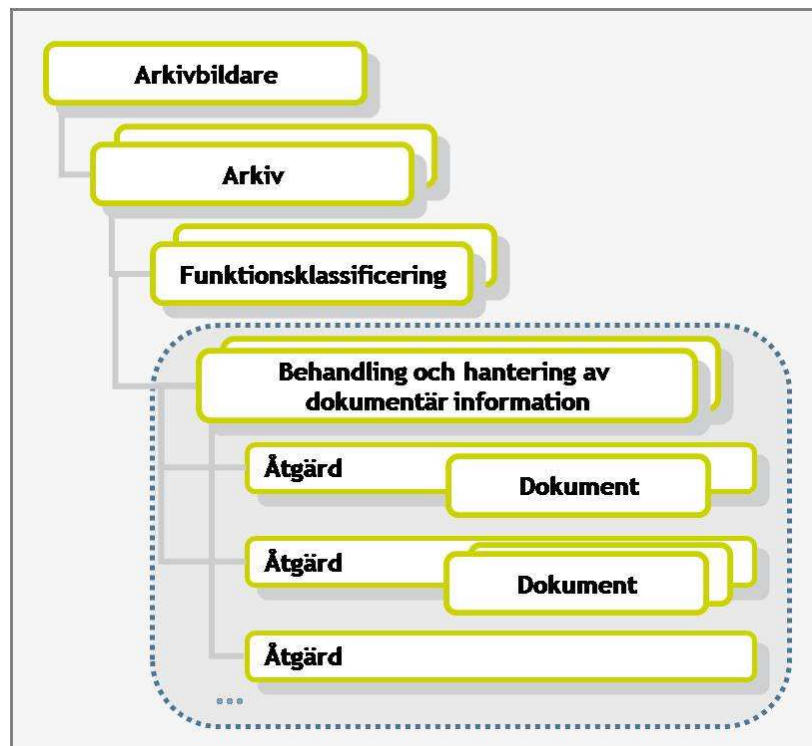 Arkivbildare
Arkiv
Funktionsklassificering
Behandling och hantering av
dokumentär information
Åtgärd
Dokument
Åtgärd
Dokument
Åtgärd
...